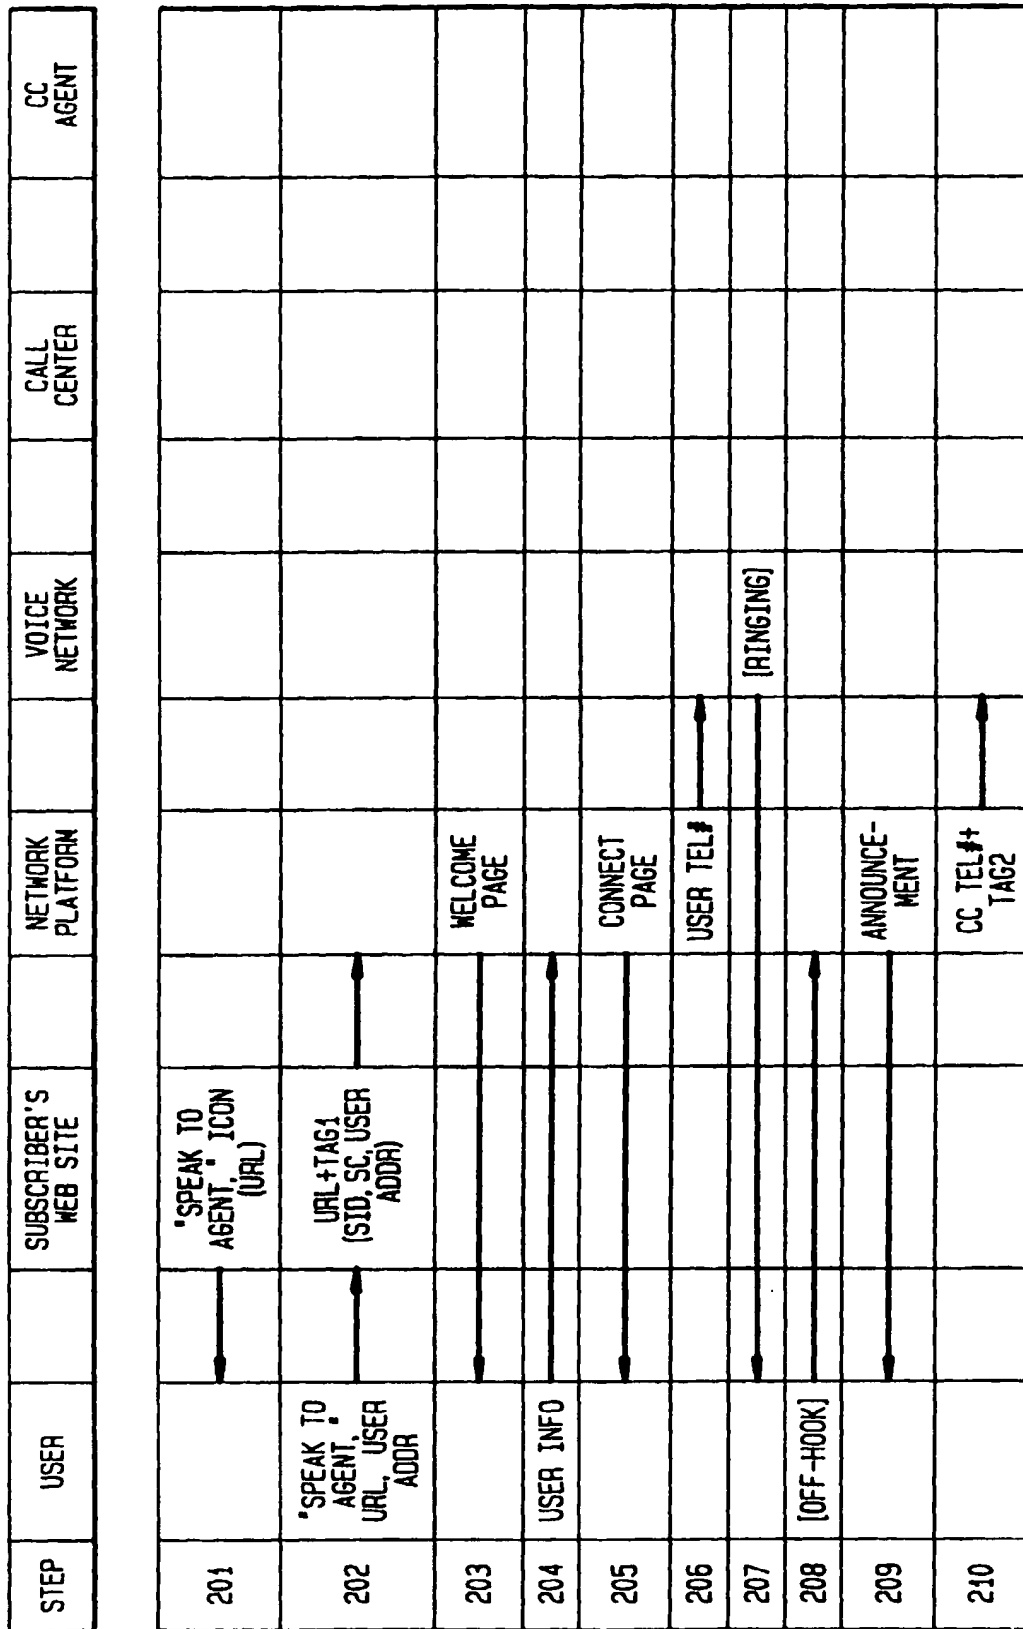 STEP
USER
SUBSCRIBER'S
WEB SITE
NETWORK
PLATFORM
VOICE
NETWORK
CALL
CENTER
CC
AGENT
201
"SPEAK TO
AGENT," ICON
(URL)
202
"SPEAK TO
AGENT,"
URL, USER
ADDR
URL+TAG1
(SID, SC, USER
ADDR)
203
WELCOME
PAGE
204
USER INFO
205
CONNECT
PAGE
206
USER TEL#
207
[RINGING]
208
[OFF-HOOK]
209
ANNOUNCE-
MENT
210
CC TEL#+
TAG2